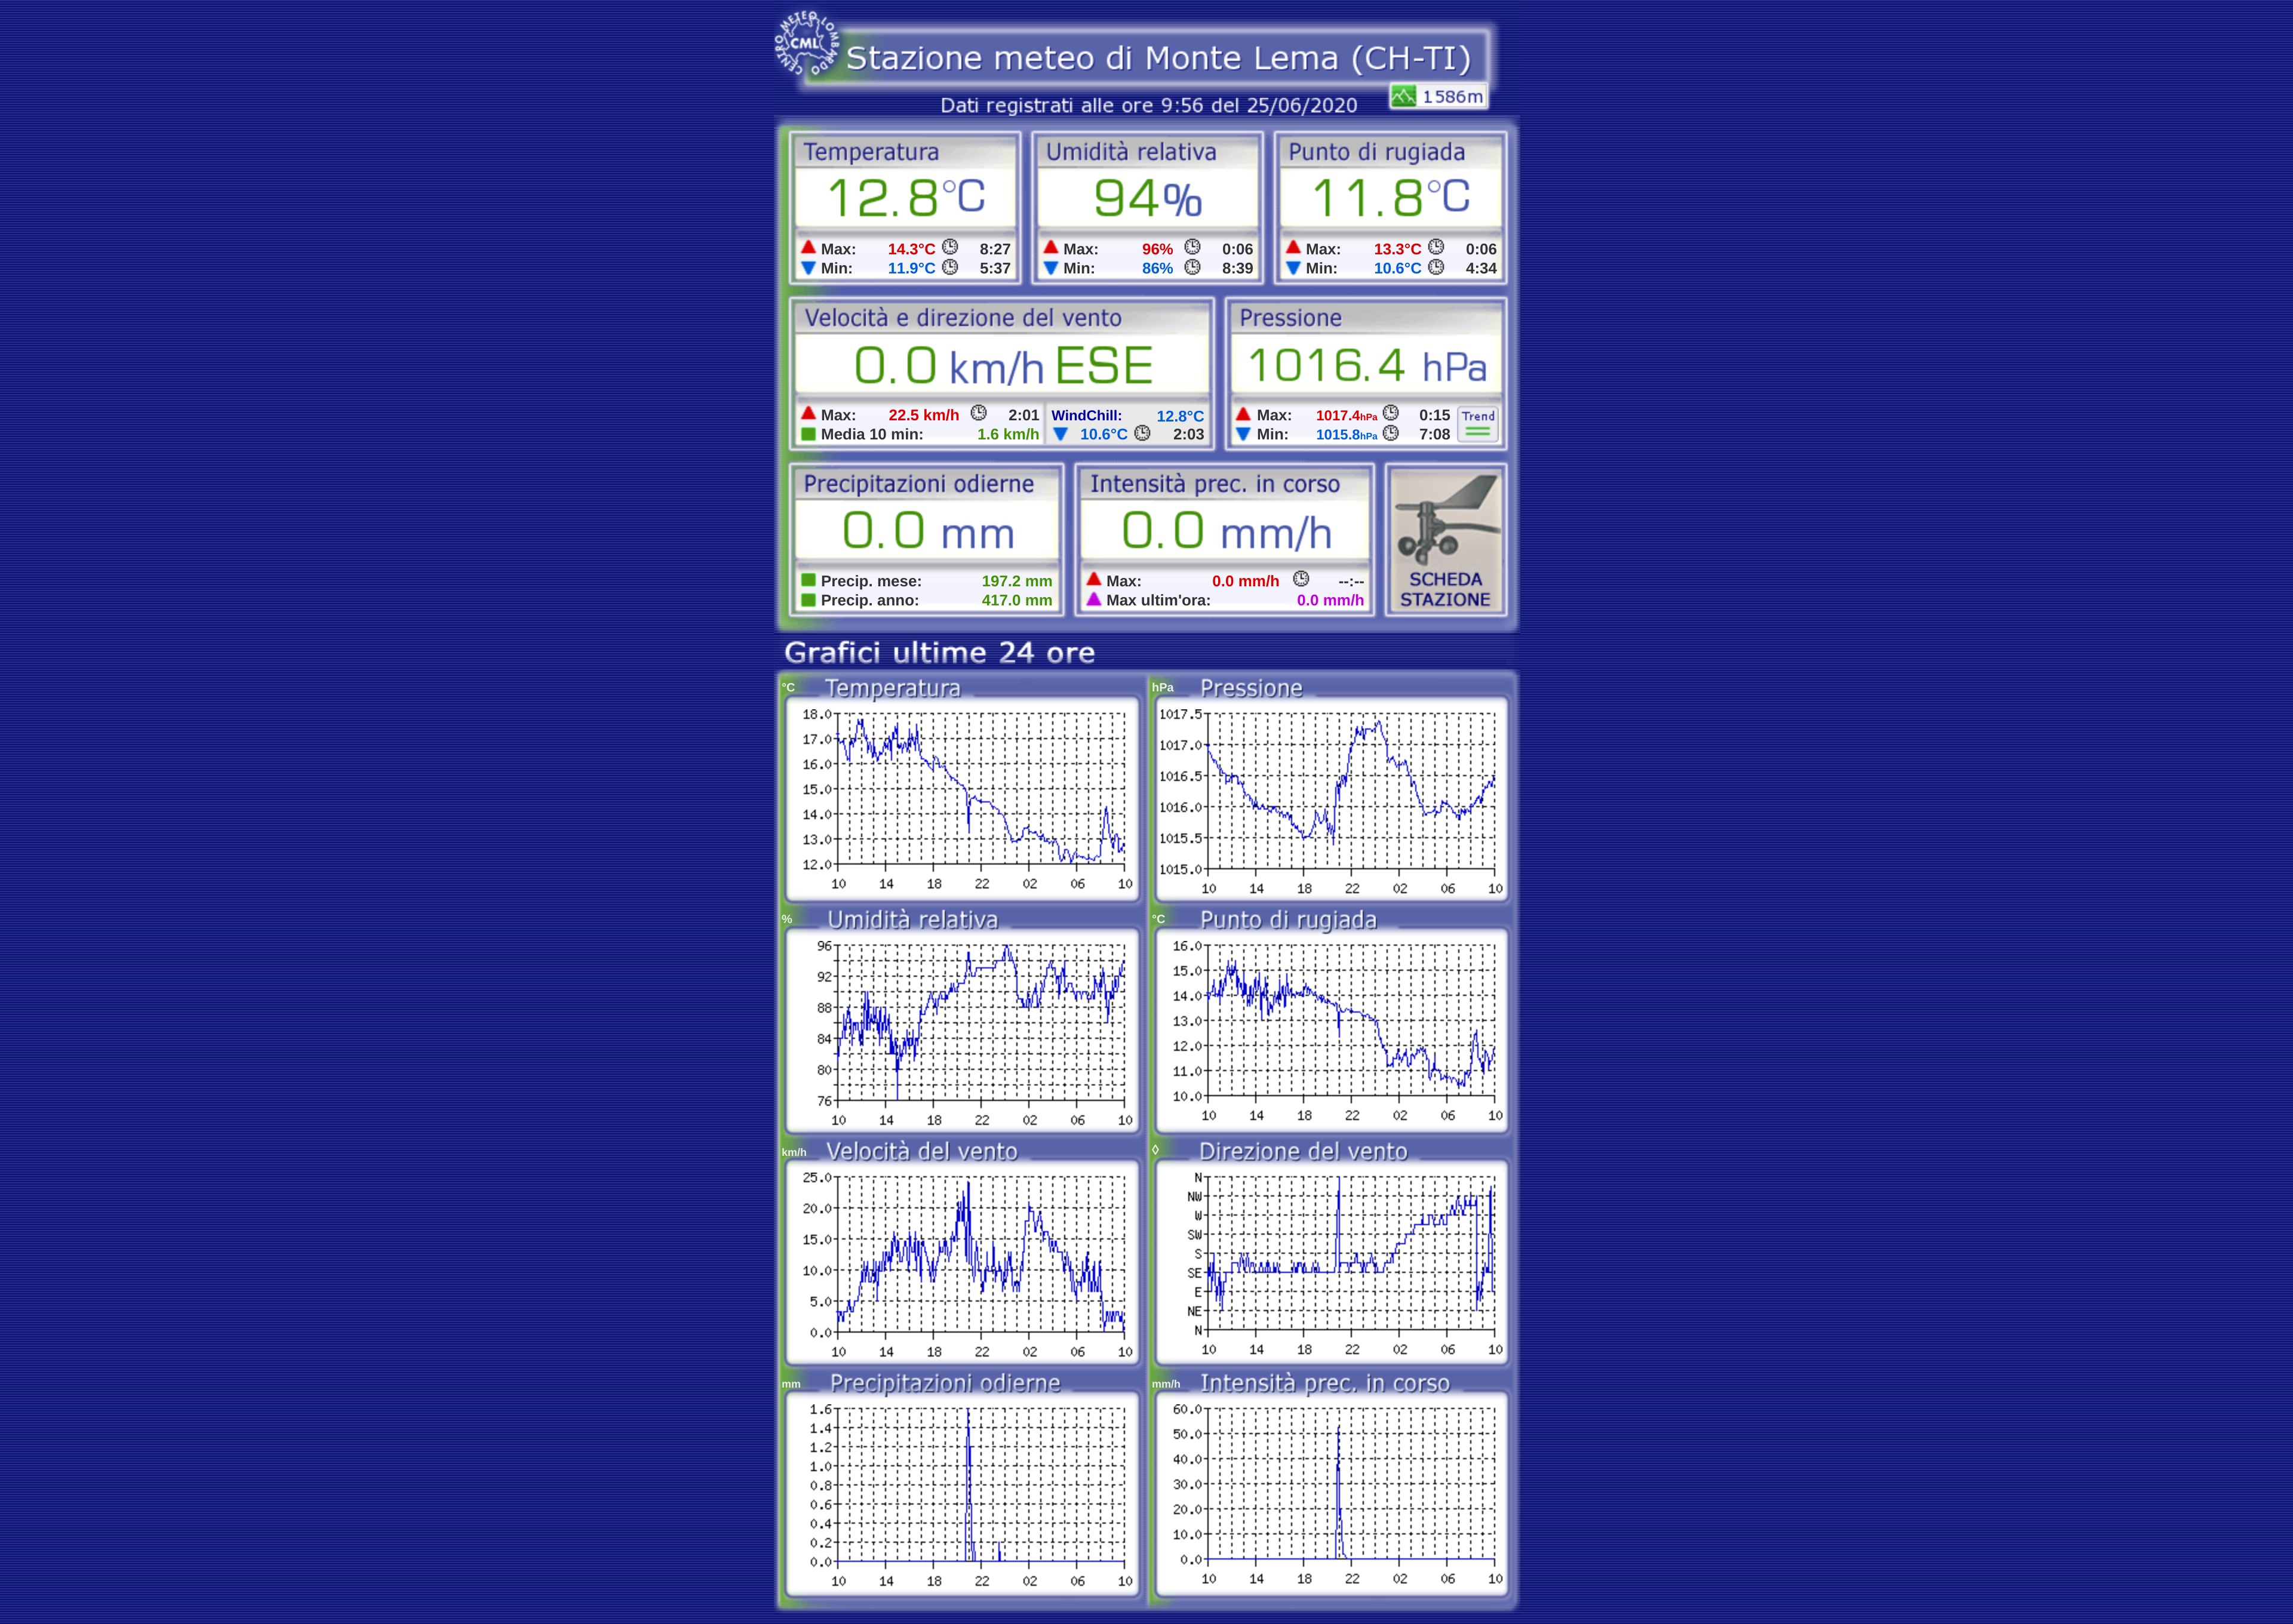 CENTRO METEO LOMBARDO
CML
Stazione meteo di Monte Lema (CH-TI)
Dati registrati alle ore 9:56 del 25/06/2020
1586m
Temperatura
12.8°C
Max: 14.3°C 8:27
Min: 11.9°C 5:37
Umidità relativa
94%
Max: 96% 0:06
Min: 86% 8:39
Punto di rugiada
11.8°C
Max: 13.3°C 0:06
Min: 10.6°C 4:34
Velocità e direzione del vento
0.0 km/h ESE
Max: 22.5 km/h 2:01
Media 10 min: 1.6 km/h
WindChill: 12.8°C
10.6°C 2:03
Pressione
1016.4 hPa
Max: 1017.4hPa 0:15
Min: 1015.8hPa 7:08
Trend
Precipitazioni odierne
0.0 mm
Precip. mese: 197.2 mm
Precip. anno: 417.0 mm
Intensità prec. in corso
0.0 mm/h
Max: 0.0 mm/h --:--
Max ultim'ora: 0.0 mm/h
SCHEDA
STAZIONE
Grafici ultime 24 ore
°C Temperatura
18.0
17.0
16.0
15.0
14.0
13.0
12.0
10 14 18 22 02 06 10
hPa Pressione
1017.5
1017.0
1016.5
1016.0
1015.5
1015.0
10 14 18 22 02 06 10
% Umidità relativa
96
92
88
84
80
76
10 14 18 22 02 06 10
°C Punto di rugiada
16.0
15.0
14.0
13.0
12.0
11.0
10.0
10 14 18 22 02 06 10
km/h Velocità del vento
25.0
20.0
15.0
10.0
5.0
0.0
10 14 18 22 02 06 10
◊ Direzione del vento
N
NW
W
SW
S
SE
E
NE
N
10 14 18 22 02 06 10
mm Precipitazioni odierne
1.6
1.4
1.2
1.0
0.8
0.6
0.4
0.2
0.0
10 14 18 22 02 06 10
mm/h Intensità prec. in corso
60.0
50.0
40.0
30.0
20.0
10.0
0.0
10 14 18 22 02 06 10